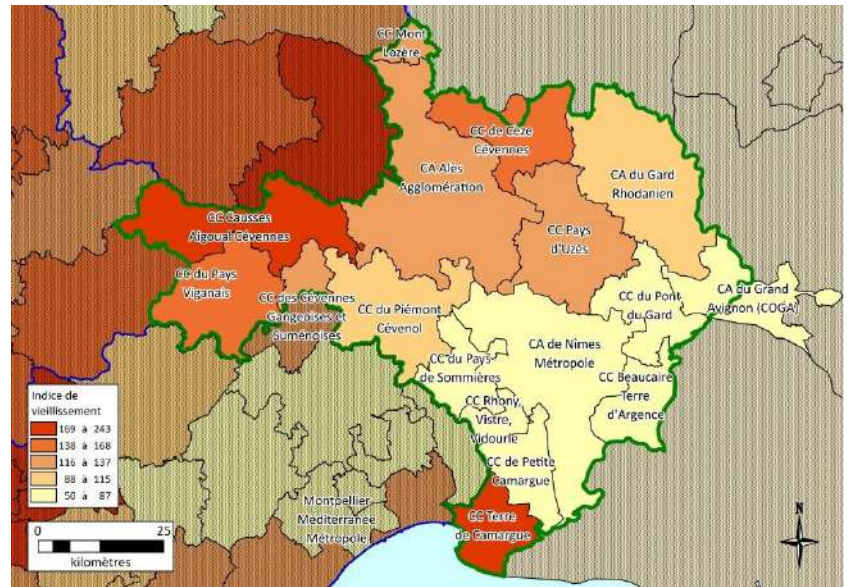 CC Mont
Lozère
CC de Cèze
Cévennes
CA Alès
Agglomération
CA du Gard
Rhodanien
CC Causses
Aigoual Cévennes
CC Pays
d'Uzès
CC du Pays
Viganais
CC des Cévennes
Gangeoises et
Suménoises
CC du Piémont
Cévenol
CC du Pont
du Gard
CA du Grand
Avignon (COGA)
CA de Nîmes
Métropole
CC du Pays
de Sommières
CC Beaucaire
Terre
d'Argence
CC Rhony,
Vistre,
Vidourle
CC de Petite
Camargue
Montpellier
Méditerranée
Métropole
CC Terre
de Camargue
Indice de
vieillissement
169 à 243
138 à 168
116 à 137
88 à 115
50 à 87
0 25
kilomètres
N